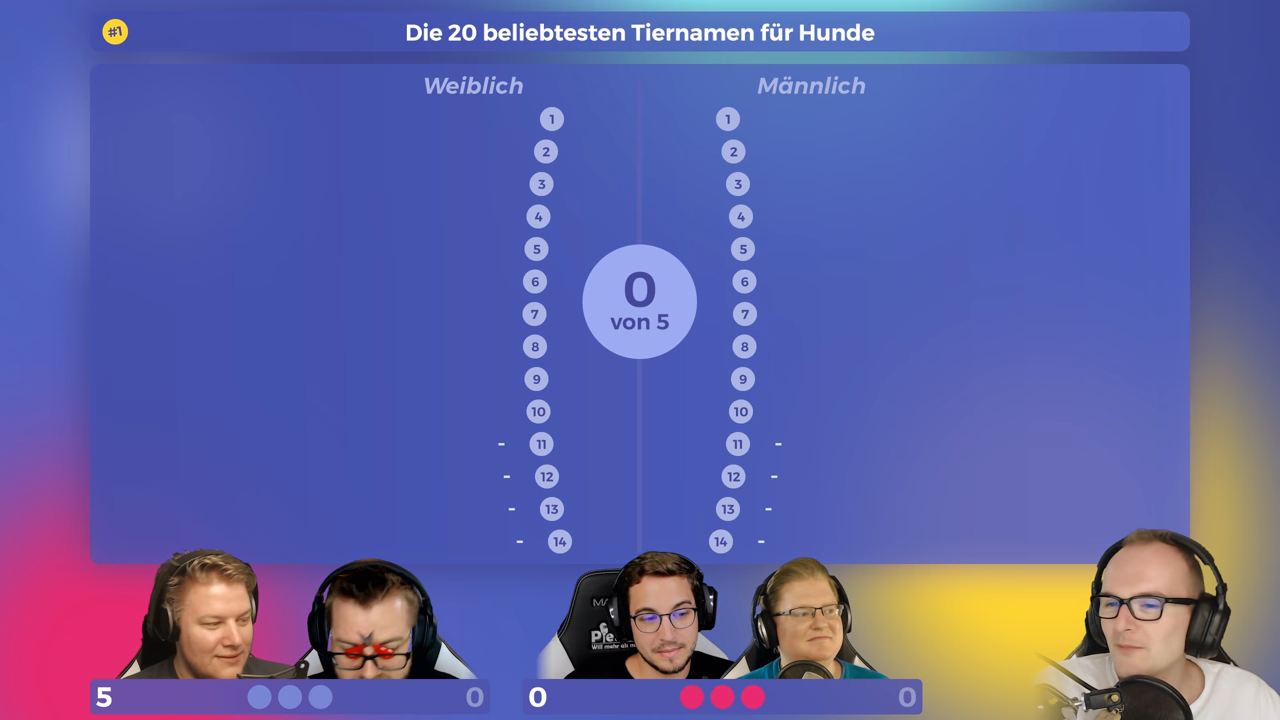 #1
Die 20 beliebtesten Tiernamen für Hunde
Weiblich Männlich
1 1
2 2
3 3
4 4
5 5
6 6
7 7
8 8
9 9
10 10
- 11 11 -
- 12 12 -
- 13 13 -
- 14 14 -
0
von 5
5 0
0 0